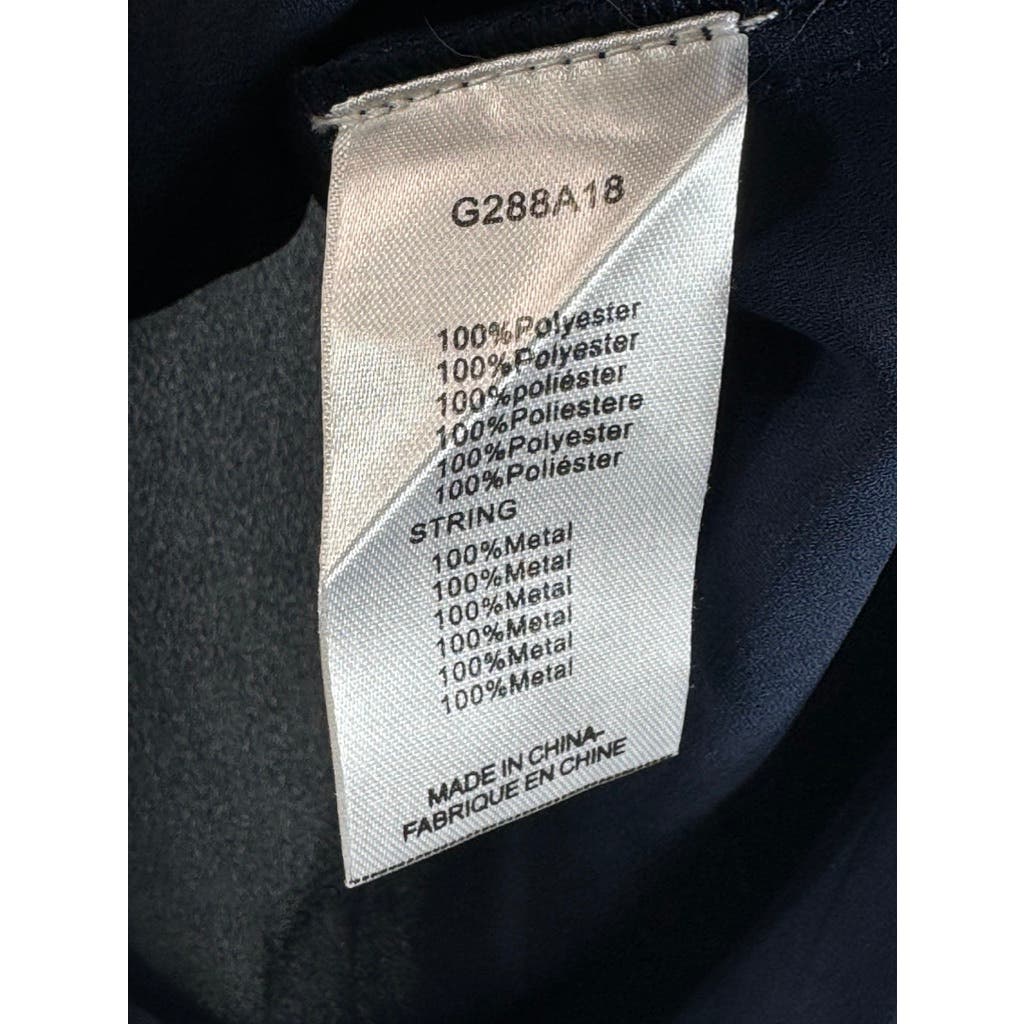 G288A18
100%Polyester
100%Polyester
100%poliéster
100%Poliestere
100%Polyester
100%Poliéster
STRING
100%Metal
100%Metal
100%Metal
100%Metal
100%Metal
100%Metal
MADE IN CHINA-
FABRIQUE EN CHINE